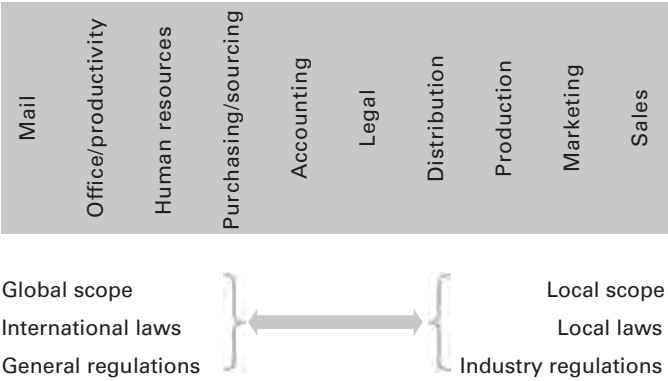 Mail
Office/productivity
Human resources
Purchasing/sourcing
Accounting
Legal
Distribution
Production
Marketing
Sales
Global scope
International laws
General regulations
Local scope
Local laws
Industry regulations